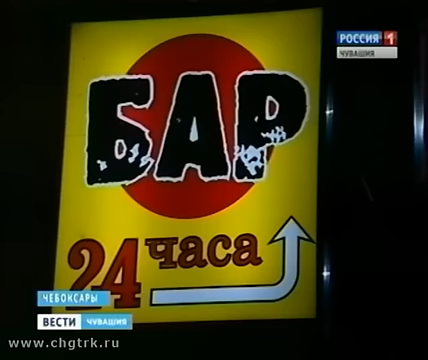 РОССИЯ 1
ЧУВАШИЯ
БАР
24 часа
ЧЕБОКСАРЫ
ВЕСТИ ЧУВАШИЯ
www.chgtrk.ru